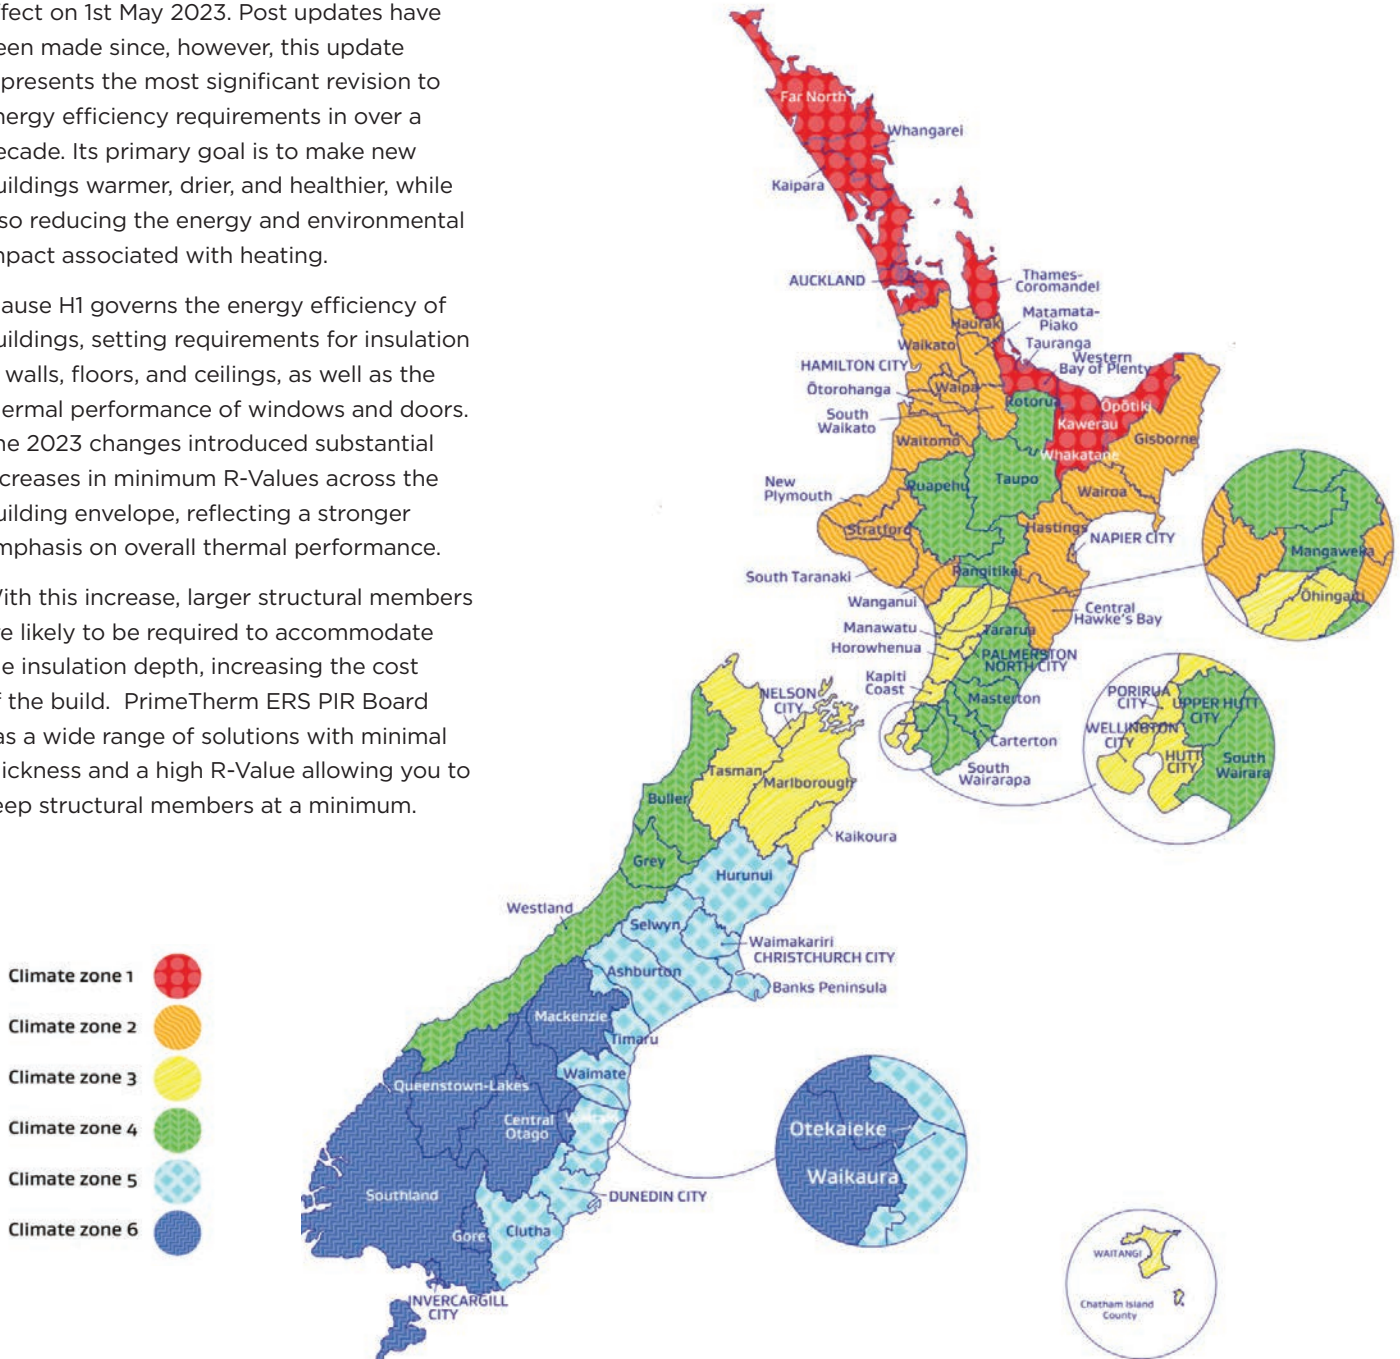 ffect on 1st May 2023. Post updates have
een made since, however, this update
presents the most significant revision to
nergy efficiency requirements in over a
ecade. Its primary goal is to make new
uildings warmer, drier, and healthier, while
so reducing the energy and environmental
mpact associated with heating.
ause H1 governs the energy efficiency of
uildings, setting requirements for insulation
walls, floors, and ceilings, as well as the
ermal performance of windows and doors.
he 2023 changes introduced substantial
creases in minimum R-Values across the
uilding envelope, reflecting a stronger
mphasis on overall thermal performance.
With this increase, larger structural members
re likely to be required to accommodate
e insulation depth, increasing the cost
f the build. PrimeTherm ERS PIR Board
as a wide range of solutions with minimal
ickness and a high R-Value allowing you to
eep structural members at a minimum.
Climate zone 1
Climate zone 2
Climate zone 3
Climate zone 4
Climate zone 5
Climate zone 6
Far North
Whangarei
Kaipara
AUCKLAND
Thames-
Coromandel
Haurak
Matamata-
Piako
Waikato
Tauranga
HAMILTON CITY
Western
Bay of Plenty
Ōtorohanga
Waipa
Rotorua
Ōpōtiki
South
Waikato
Kawerau
Waitomo
Gisborne
Whakatane
New
Plymouth
Ruapehu
Taupo
Wairoa
Stratford
Hastings
NAPIER CITY
South Taranaki
Rangitikei
Wanganui
Central
Hawke's Bay
Manawatu
Tararua
Horowhenua
PALMERSTON
NORTH CITY
Kapiti
Coast
Masterton
Carterton
South
Wairarapa
Mangaweka
Ōhingaiti
PORIRUA
CITY
UPPER HUTT
CITY
WELLINGTON
CITY
HUTT
CITY
South
Wairara
NELSON
CITY
Tasman
Marlborough
Buller
Kaikoura
Grey
Hurunui
Westland
Selwyn
Waimakariri
CHRISTCHURCH CITY
Ashburton
Banks Peninsula
Mackenzie
Timaru
Waimate
Queenstown-Lakes
Central
Otago
Waitaki
Southland
DUNEDIN CITY
Gore
Clutha
INVERCARGILL
CITY
Otekaieke
Waikaura
WAITANGI
Chatham Island
County